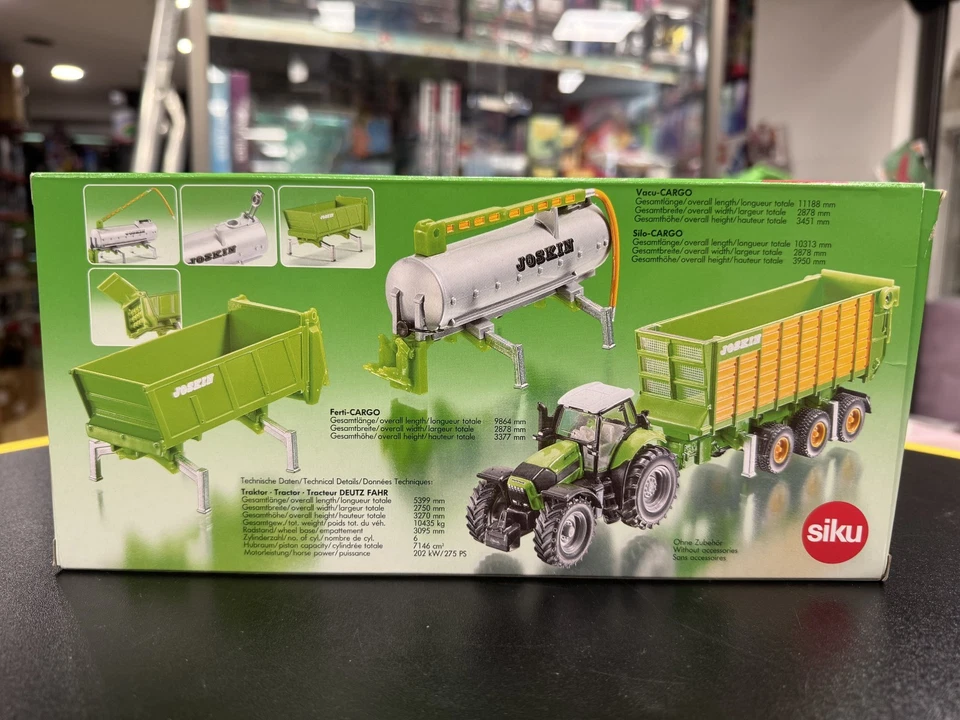 Vacu-CARGO
Gesamtlänge/overall length/longueur totale 11188 mm
Gesamtbreite/overall width/largeur totale 2878 mm
Gesamthöhe/overall height/hauteur totale 3451 mm
Silo-CARGO
Gesamtlänge/overall length/longueur totale 10313 mm
Gesamtbreite/overall width/largeur totale 2878 mm
Gesamthöhe/overall height/hauteur totale 3950 mm
JOSKIN
JOSKIN
JOSKIN
JOSKIN
Ferti-CARGO
Gesamtlänge/overall length/longueur totale 9864 mm
Gesamtbreite/overall width/largeur totale 2878 mm
Gesamthöhe/overall height/hauteur totale 3377 mm
Technische Daten/Technical Details/Données Techniques:
Traktor · Tractor · Tracteur DEUTZ FAHR
Gesamtlänge/overall length/longueur totale 5399 mm
Gesamtbreite/overall width/largeur totale 2750 mm
Gesamthöhe/overall height/hauteur totale 3270 mm
Gesamtgew./tot. weight/poids tot. du véh. 10435 kg
Radstand/wheel base/empattement 3095 mm
Zylinderzahl/no. of cyl./nombre de cyl. 6
Hubraum/piston capacity/cylindrée totale 7146 cm³
Motorleistung/horse power/puissance 202 kW/275 PS
Ohne Zubehör
Without accessories
Sans accessoires
siku